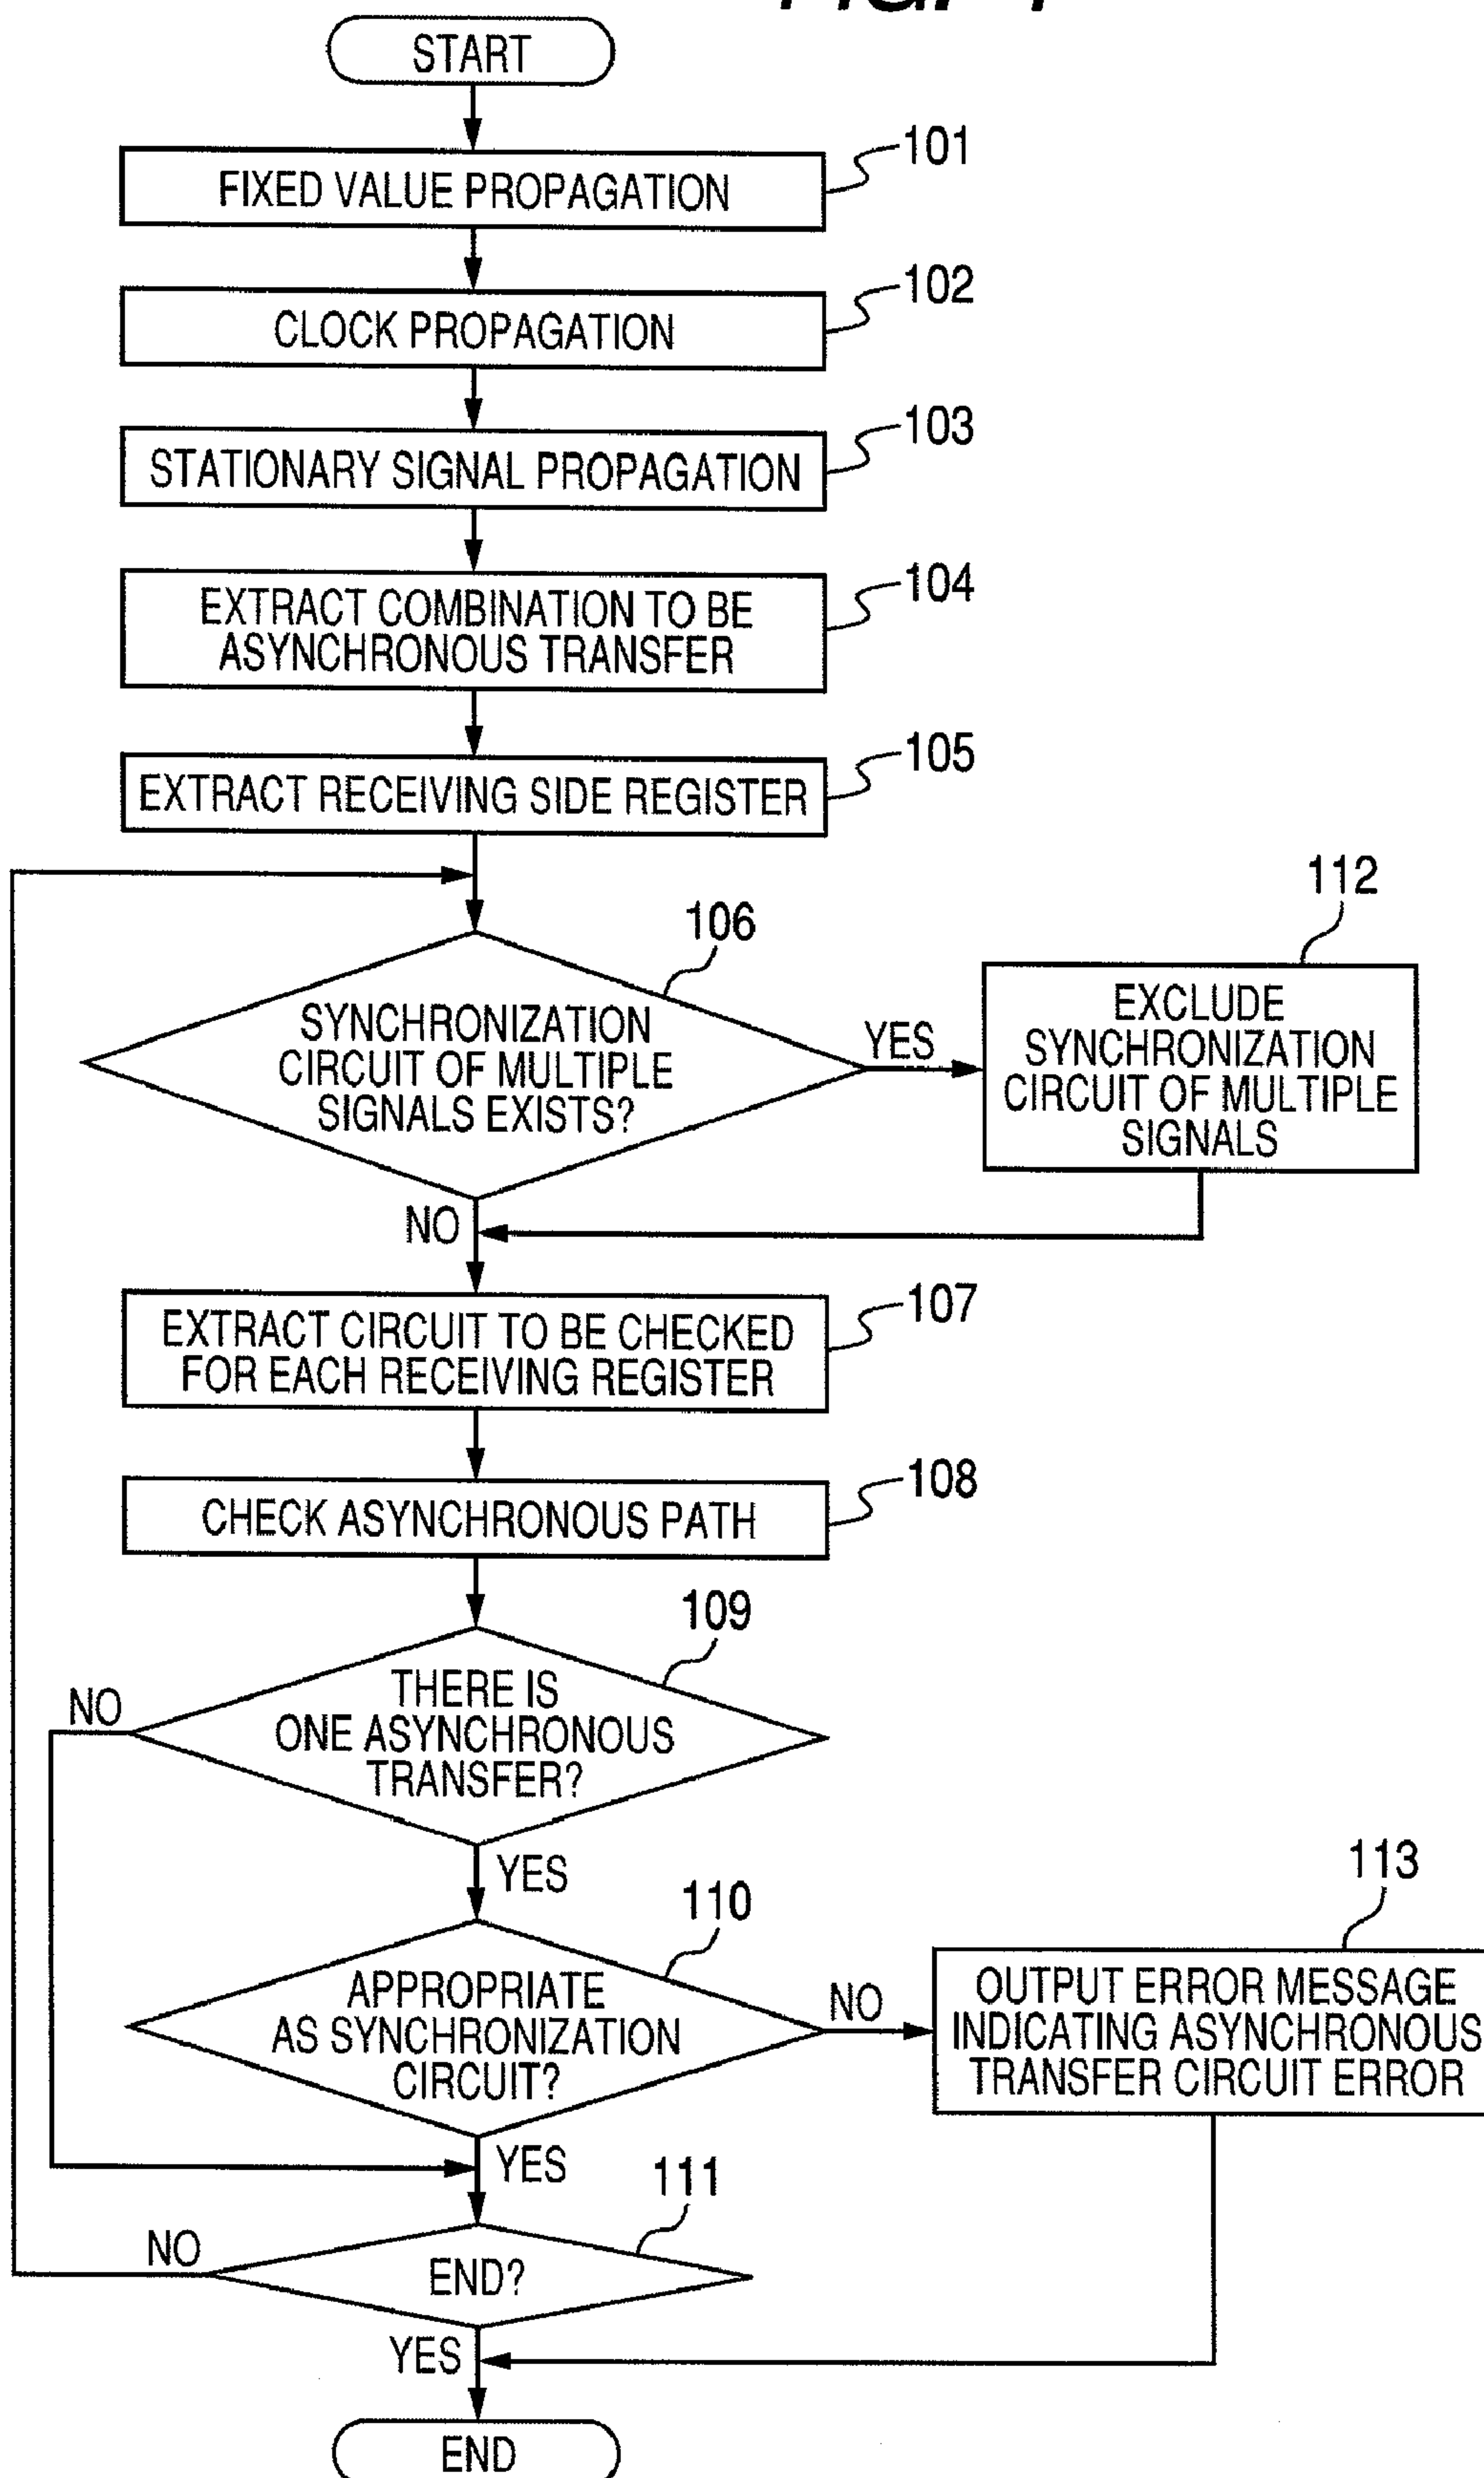 FIG. 1
START
101
FIXED VALUE PROPAGATION
102
CLOCK PROPAGATION
103
STATIONARY SIGNAL PROPAGATION
104
EXTRACT COMBINATION TO BE
ASYNCHRONOUS TRANSFER
105
EXTRACT RECEIVING SIDE REGISTER
106
SYNCHRONIZATION
CIRCUIT OF MULTIPLE
SIGNALS EXISTS?
YES
112
EXCLUDE
SYNCHRONIZATION
CIRCUIT OF MULTIPLE
SIGNALS
NO
107
EXTRACT CIRCUIT TO BE CHECKED
FOR EACH RECEIVING REGISTER
108
CHECK ASYNCHRONOUS PATH
109
THERE IS
ONE ASYNCHRONOUS
TRANSFER?
NO
YES
110
APPROPRIATE
AS SYNCHRONIZATION
CIRCUIT?
NO
113
OUTPUT ERROR MESSAGE
INDICATING ASYNCHRONOUS
TRANSFER CIRCUIT ERROR
YES
111
END?
NO
YES
END